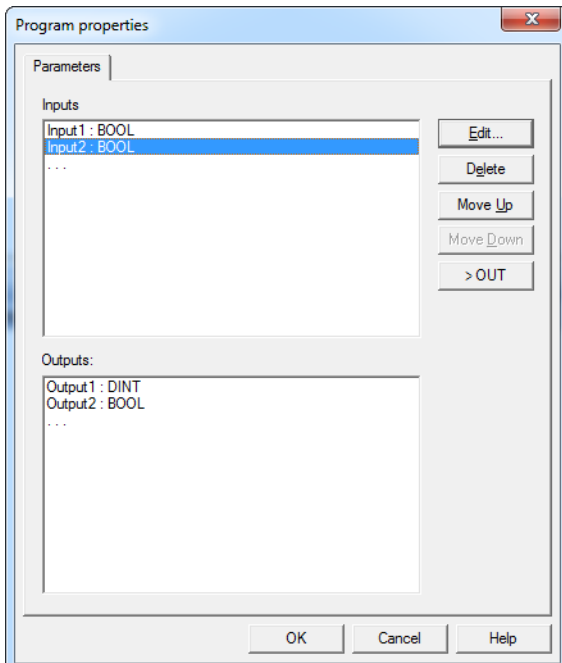 Program properties
Parameters
Inputs
Input1 : BOOL
Input2 : BOOL
. . .
Edit...
Delete
Move Up
Move Down
> OUT
Outputs:
Output1 : DINT
Output2 : BOOL
. . .
OK
Cancel
Help